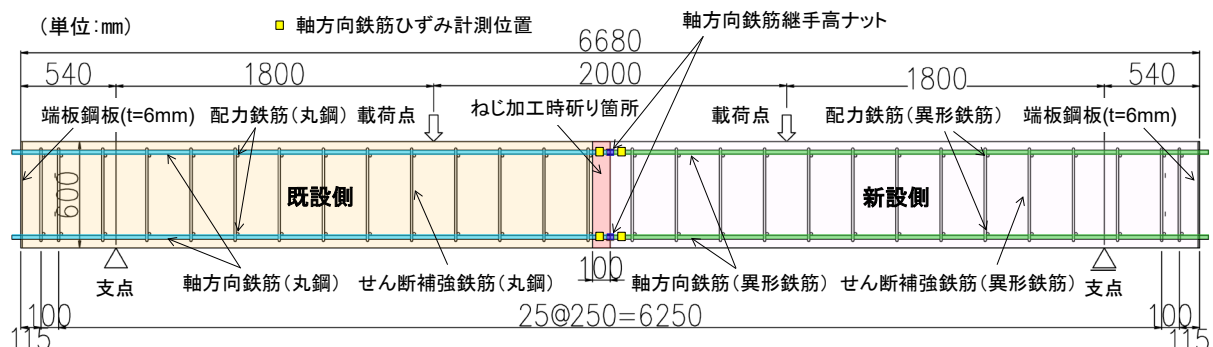 (単位:mm)
軸方向鉄筋ひずみ計測位置
軸方向鉄筋継手高ナット
6680
540
1800
2000
1800
540
端板鋼板(t=6mm)
配力鉄筋(丸鋼)
載荷点
ねじ加工時斫り箇所
載荷点
配力鉄筋(異形鉄筋)
端板鋼板(t=6mm)
600
既設側
新設側
100
支点
軸方向鉄筋(丸鋼)
せん断補強鉄筋(丸鋼)
軸方向鉄筋(異形鉄筋)
せん断補強鉄筋(異形鉄筋)
支点
100
25@250=6250
100
115
115